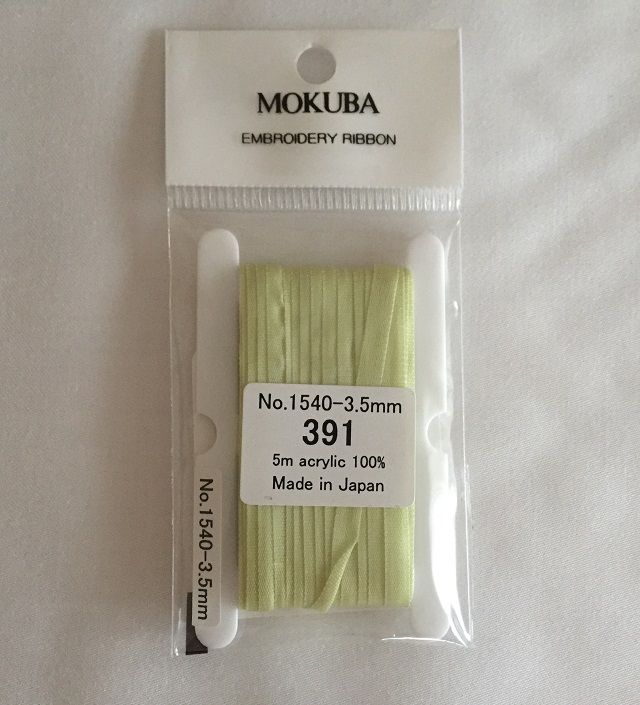 MOKUBA
EMBROIDERY RIBBON
No.1540-3.5mm
391
5m acrylic 100%
Made in Japan
No.1540-3.5mm